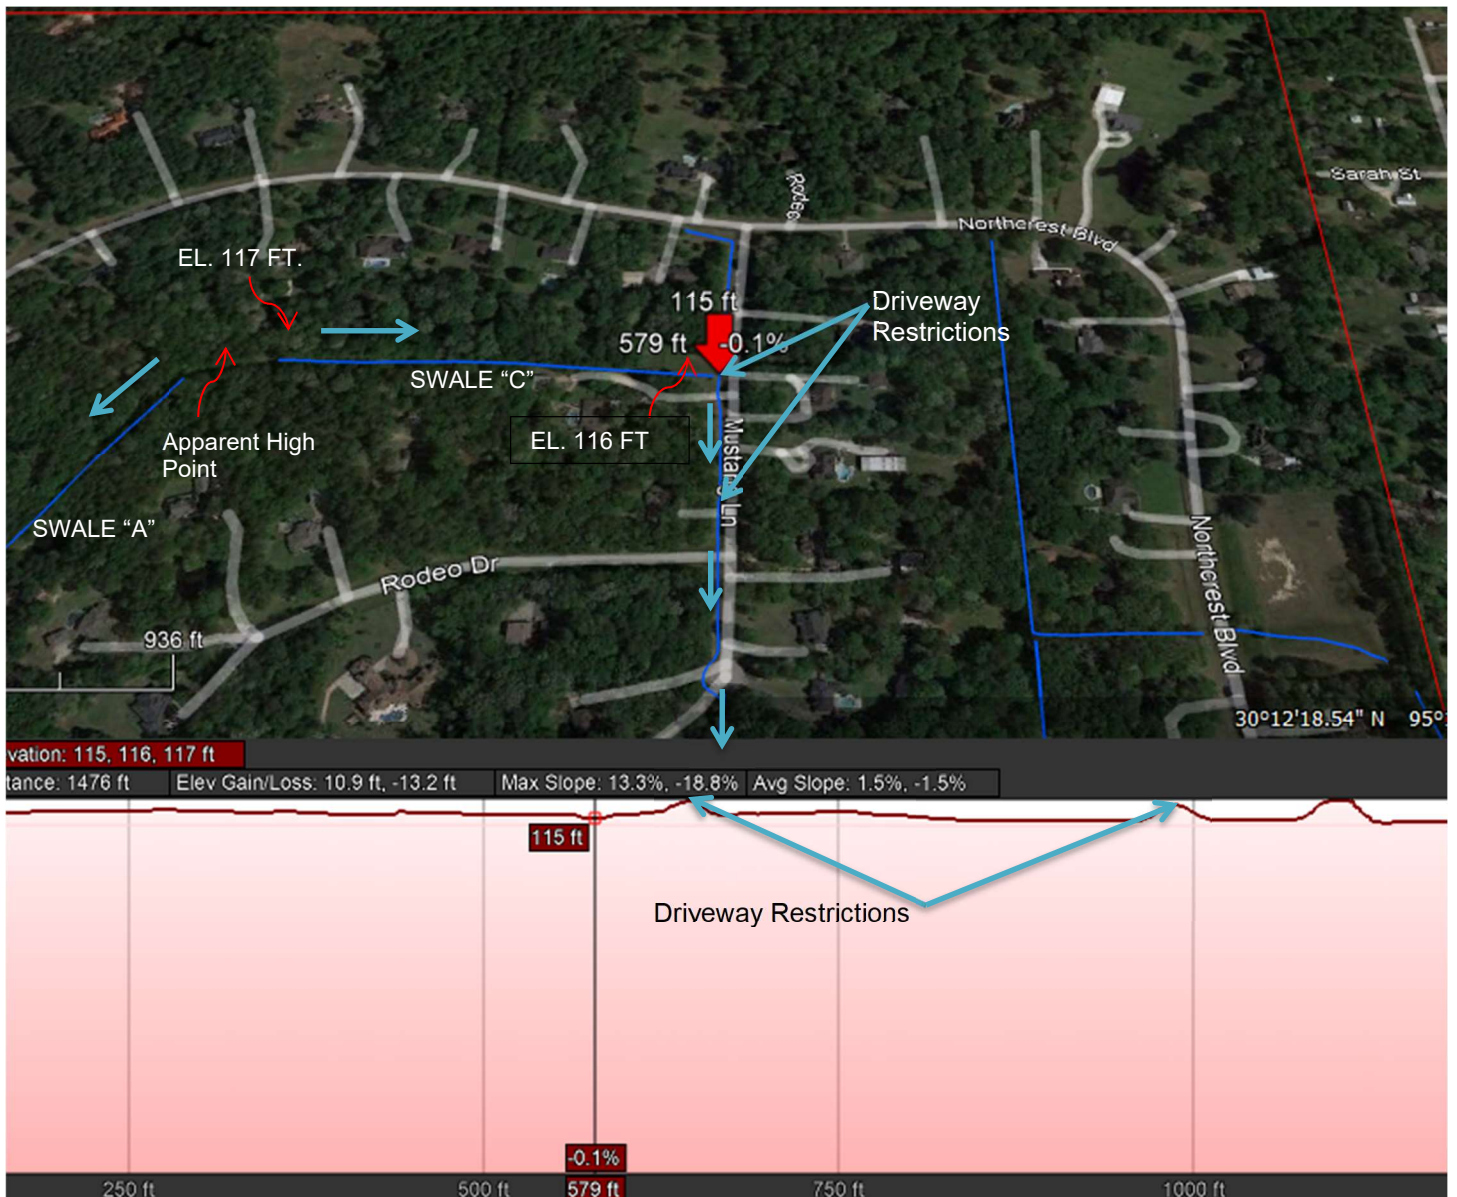 Sarah St
Rodeo
Northcrest Blvd
EL. 117 FT.
115 ft
Driveway
Restrictions
579 ft
-0.1%
SWALE “C”
Mustang Ln
Apparent High
Point
EL. 116 FT
SWALE “A”
Rodeo Dr
Northcrest Blvd
936 ft
30°12'18.54" N 95°
vation: 115, 116, 117 ft
tance: 1476 ft
Elev Gain/Loss: 10.9 ft, -13.2 ft
Max Slope: 13.3%, -18.8%
Avg Slope: 1.5%, -1.5%
115 ft
Driveway Restrictions
-0.1%
250 ft
500 ft
579 ft
750 ft
1000 ft